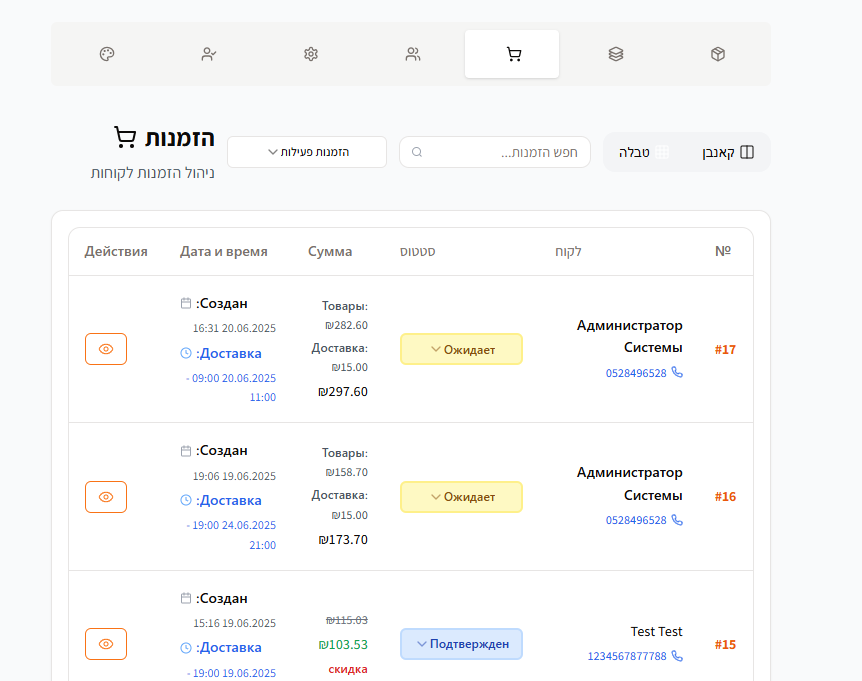 הזמנות
ניהול הזמנות לקוחות
הזמנות פעילות
חפש הזמנות...
טבלה
קאנבן
№
לקוח
סטטוס
Сумма
Дата и время
Действия
#17
Администратор
Системы
0528496528
Ожидает
Товары:
₪282.60
Доставка:
₪15.00
₪297.60
:Создан
16:31 20.06.2025
:Доставка
- 09:00 20.06.2025
11:00
#16
Администратор
Системы
0528496528
Ожидает
Товары:
₪158.70
Доставка:
₪15.00
₪173.70
:Создан
19:06 19.06.2025
:Доставка
- 19:00 24.06.2025
21:00
#15
Test Test
1234567877788
Подтвержден
₪115.03
₪103.53
скидка
:Создан
15:16 19.06.2025
:Доставка
- 19:00 19.06.2025